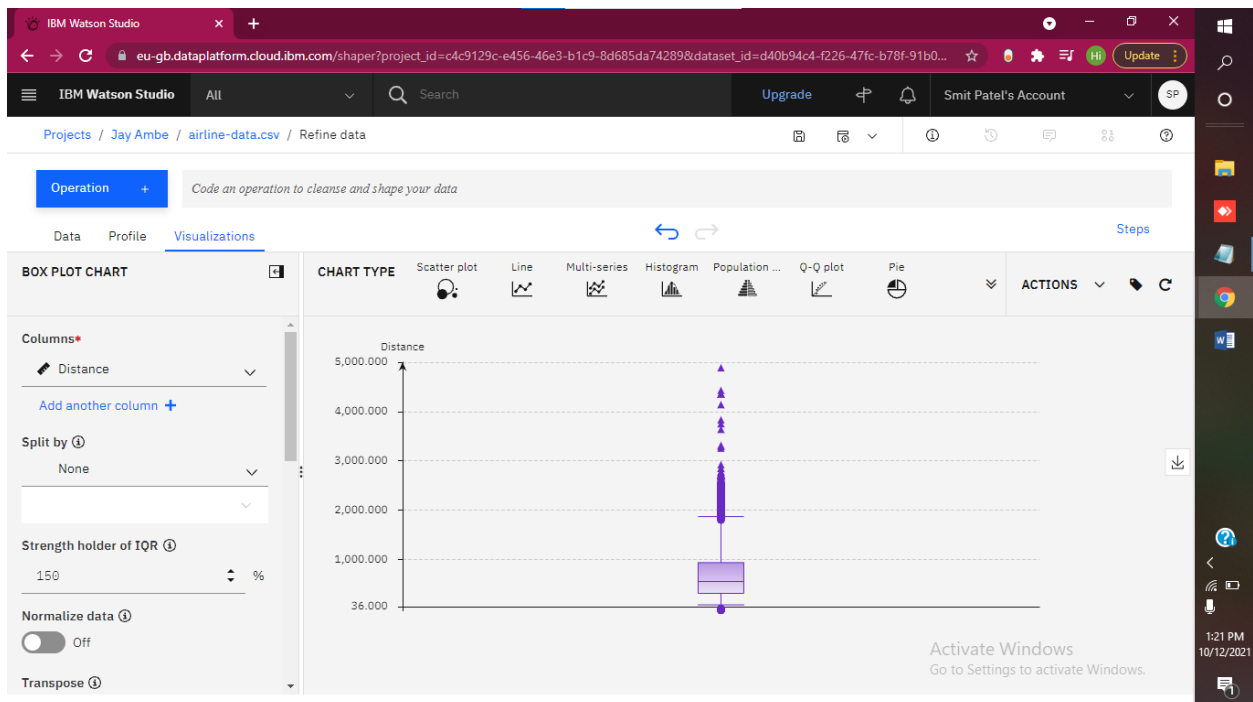 IBM Watson Studio
eu-gb.dataplatform.cloud.ibm.com/shaper?project_id=c4c9129c-e456-46e3-b1c9-8d685da74289&dataset_id=d40b94c4-f226-47fc-b78f-91b0...
Hi
Update
IBM Watson Studio
All
Search
Upgrade
Smit Patel's Account
SP
Projects / Jay Ambe / airline-data.csv / Refine data
Operation +
Code an operation to cleanse and shape your data
Data Profile Visualizations
Steps
BOX PLOT CHART
CHART TYPE
Scatter plot
Line
Multi-series
Histogram
Population ...
Q-Q plot
Pie
ACTIONS
Columns*
Distance
Add another column +
Split by
None
Strength holder of IQR
150 %
Normalize data
Off
Transpose
Distance
5,000.000
4,000.000
3,000.000
2,000.000
1,000.000
36.000
Activate Windows
Go to Settings to activate Windows.
1:21 PM
10/12/2021
1